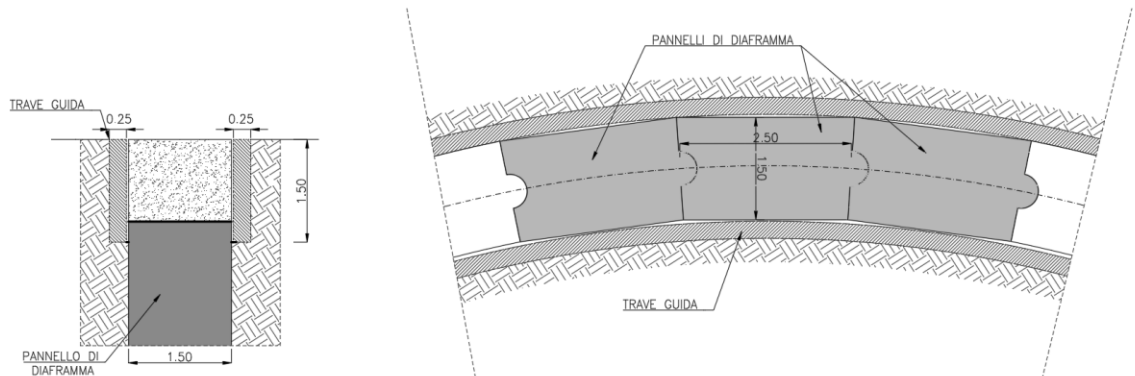 TRAVE GUIDA
0.25
0.25
1.50
PANNELLO DI
DIAFRAMMA
1.50
PANNELLI DI DIAFRAMMA
2.50
1.50
TRAVE GUIDA